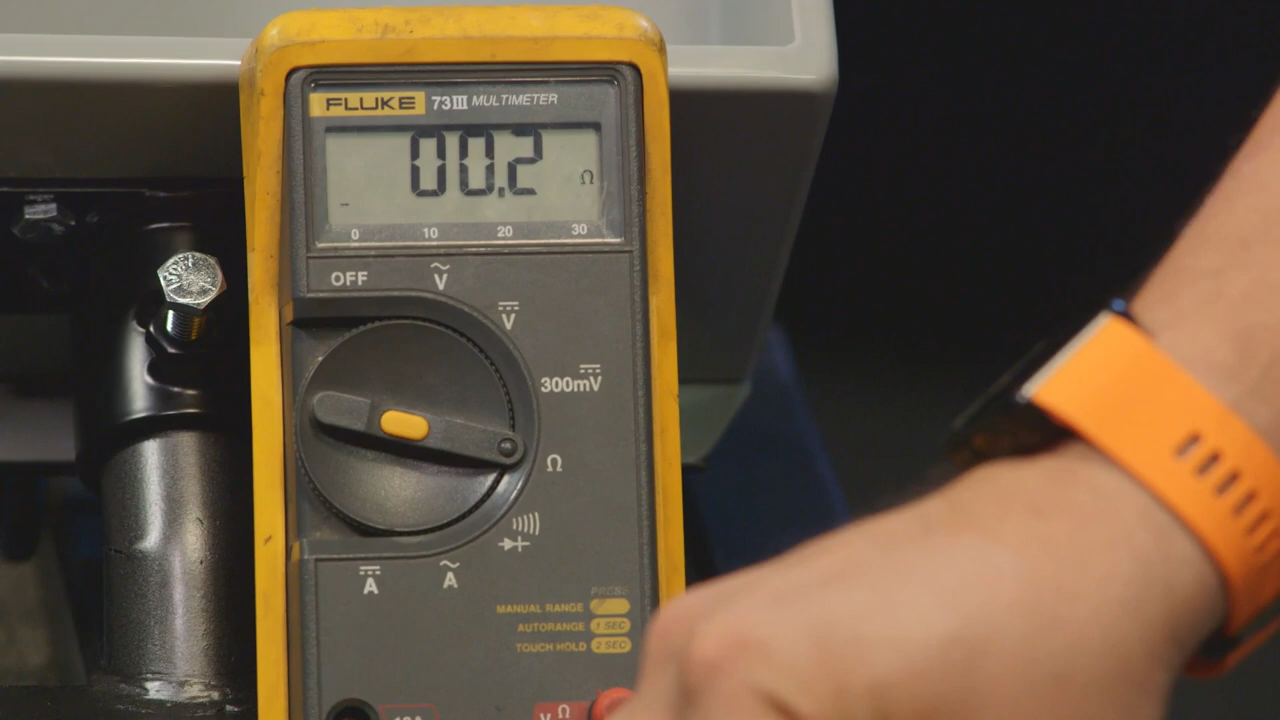 FLUKE 73III MULTIMETER
00.2 Ω
0 10 20 30
OFF Ṽ
V
300mV
Ω
A Ã
PRESS
MANUAL RANGE
AUTORANGE 1 SEC
TOUCH HOLD 2 SEC
V Ω